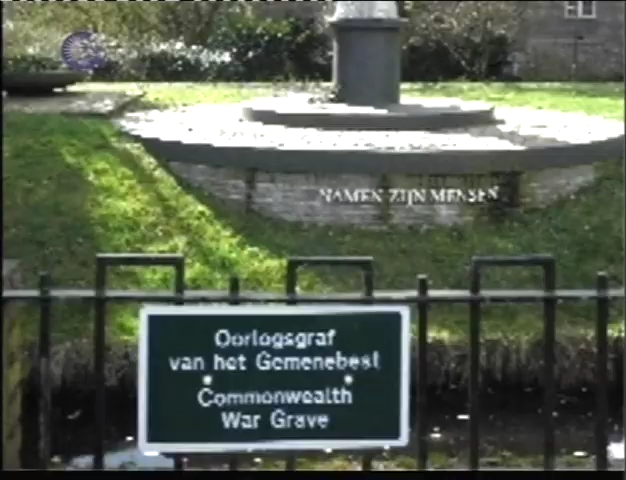 NAMEN ZIJN MENSEN
Oorlogsgraf
van het Gemenebest
Commonwealth
War Grave